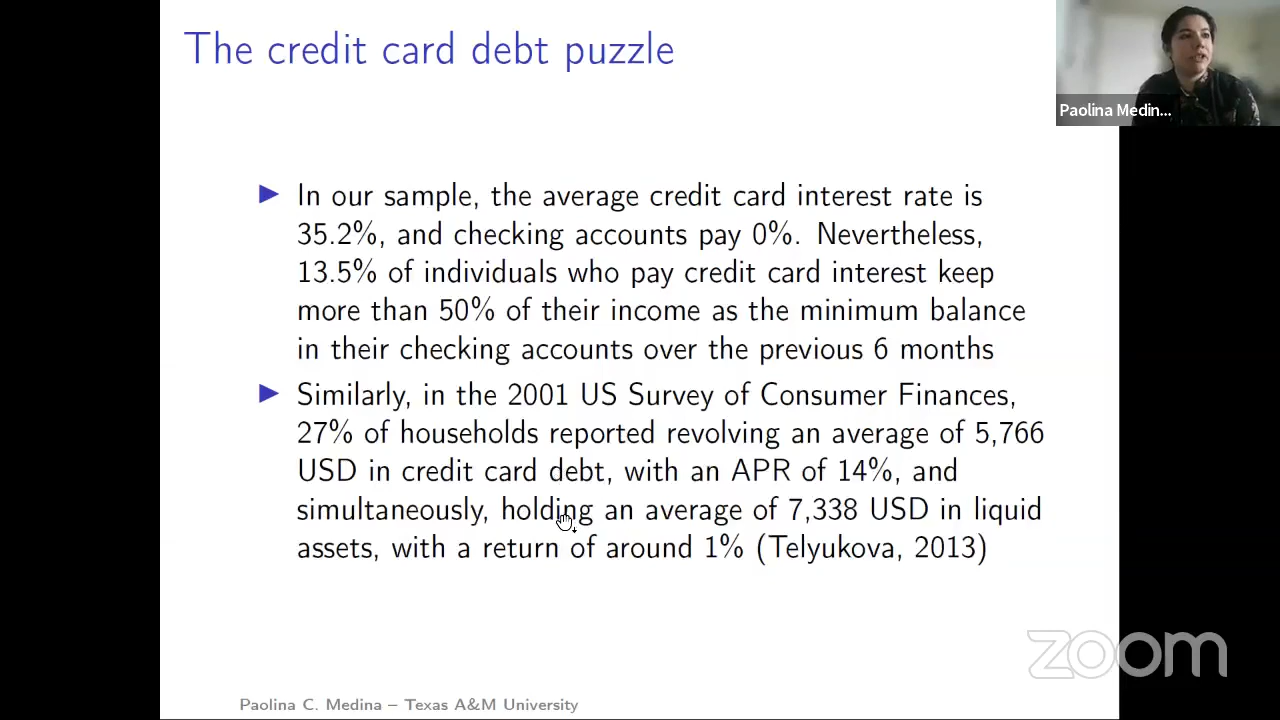 The credit card debt puzzle
Paolina Medin...
▶ In our sample, the average credit card interest rate is
35.2%, and checking accounts pay 0%. Nevertheless,
13.5% of individuals who pay credit card interest keep
more than 50% of their income as the minimum balance
in their checking accounts over the previous 6 months
▶ Similarly, in the 2001 US Survey of Consumer Finances,
27% of households reported revolving an average of 5,766
USD in credit card debt, with an APR of 14%, and
simultaneously, holding an average of 7,338 USD in liquid
assets, with a return of around 1% (Telyukova, 2013)
zoom
Paolina C. Medina – Texas A&M University